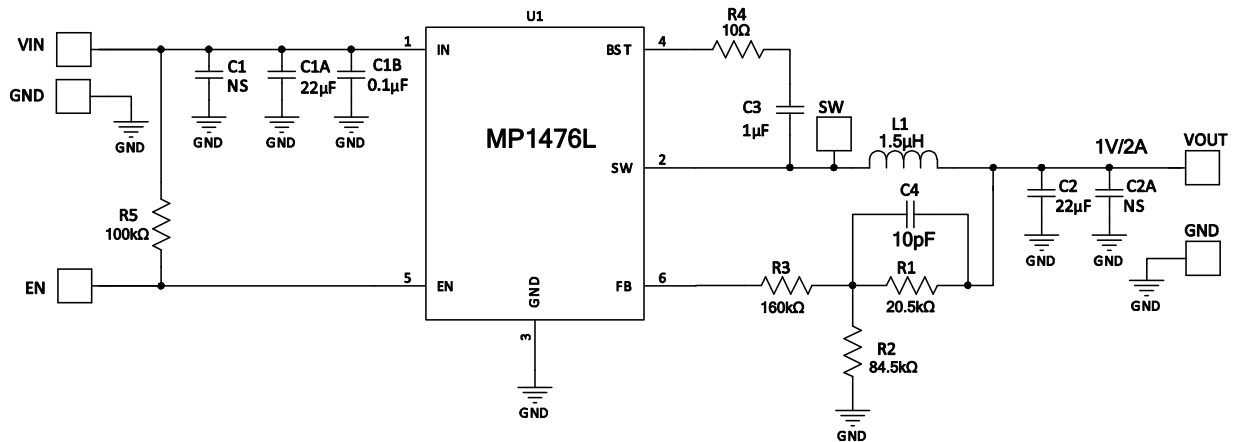 U1
VIN
GND
GND
C1
NS
GND
C1A
22µF
GND
C1B
0.1µF
GND
R5
100kΩ
EN
1
IN
5
EN
MP1476L
GND
3
GND
BST
4
SW
2
FB
6
R4
10Ω
C3
1µF
SW
L1
1.5µH
C4
10pF
R3
160kΩ
R1
20.5kΩ
R2
84.5kΩ
GND
1V/2A
VOUT
C2
22µF
GND
C2A
NS
GND
GND
GND